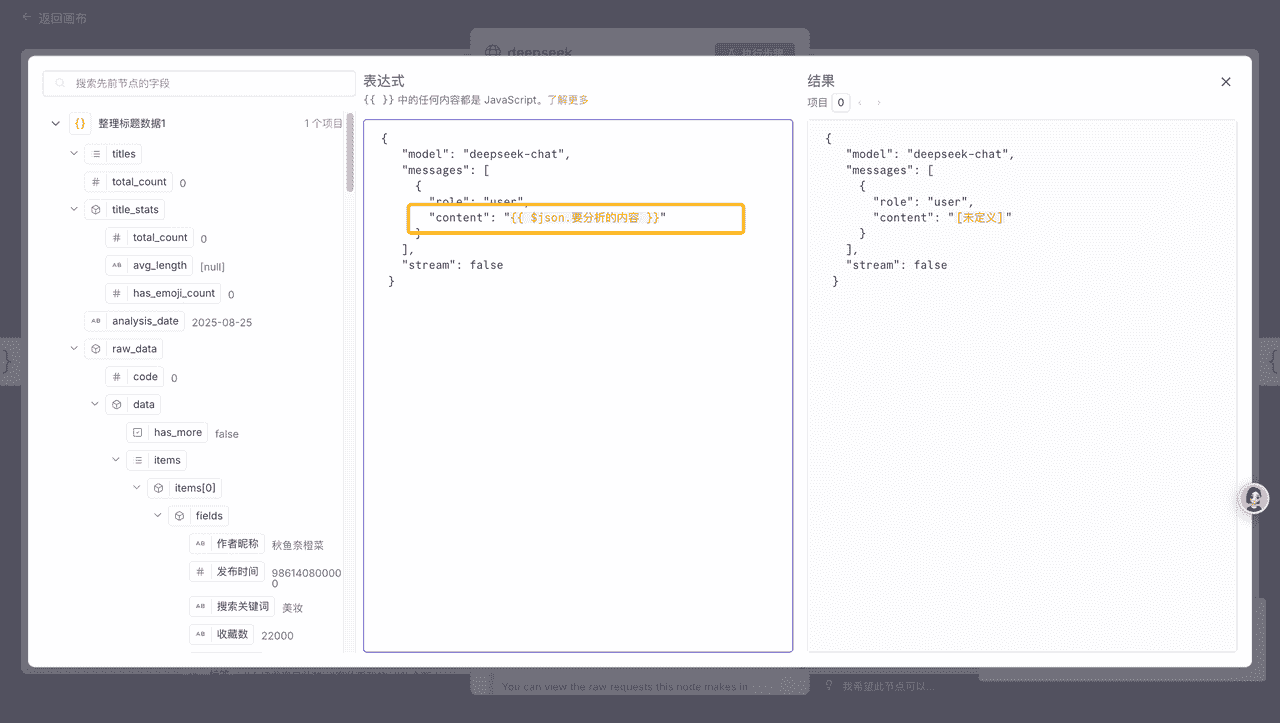 返回画布
deepseek
执行步骤
搜索先前节点的字段
整理标题数据1
1 个项目
titles
total_count
0
title_stats
total_count
0
avg_length
[null]
has_emoji_count
0
analysis_date
2025-08-25
raw_data
code
0
data
has_more
false
items
items[0]
fields
作者昵称
秋鱼奈橙菜
发布时间
98614080000
0
搜索关键词
美妆
收藏数
22000
表达式
{{ }} 中的任何内容都是 JavaScript。了解更多
{
"model": "deepseek-chat",
"messages": [
{
"role": "user",
"content": "{{ $json.要分析的内容 }}"
}
],
"stream": false
}
结果
项目 0
{
"model": "deepseek-chat",
"messages": [
{
"role": "user",
"content": "[未定义]"
}
],
"stream": false
}
You can view the raw requests this node makes in
我希望此节点可以...